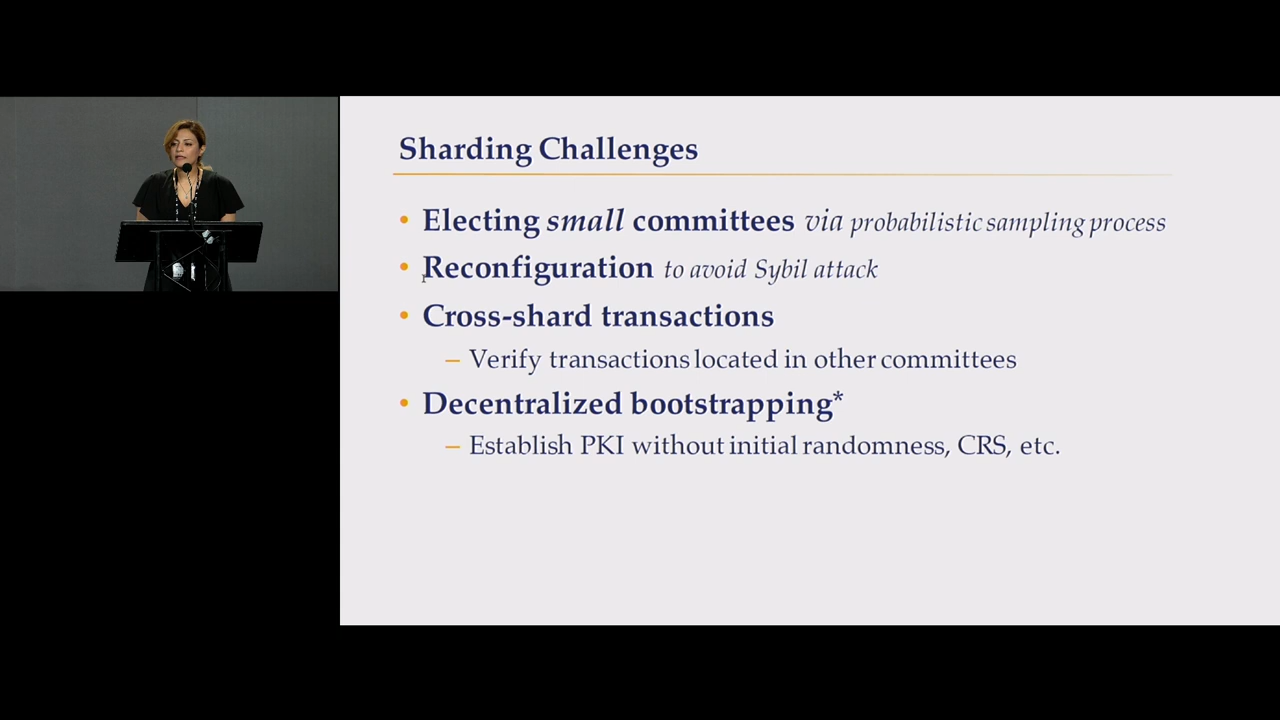 Sharding Challenges
• Electing small committees via probabilistic sampling process
• Reconfiguration to avoid Sybil attack
• Cross-shard transactions
– Verify transactions located in other committees
• Decentralized bootstrapping*
– Establish PKI without initial randomness, CRS, etc.